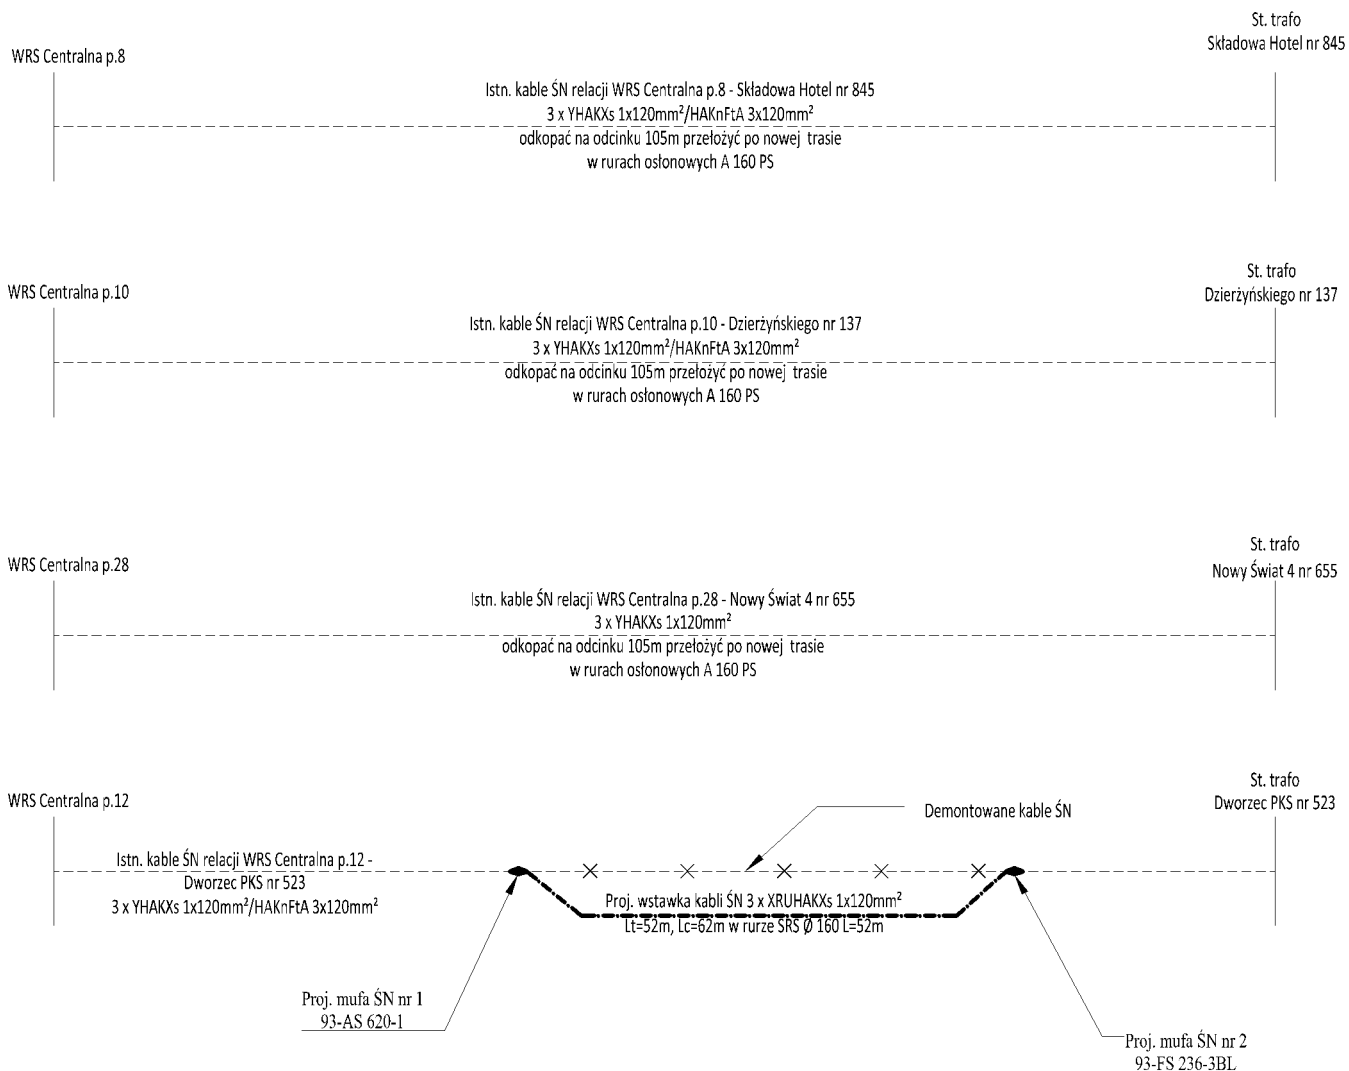 St. trafo
Składowa Hotel nr 845
WRS Centralna p.8
Istn. kable ŚN relacji WRS Centralna p.8 - Składowa Hotel nr 845
3 x YHAKXs 1x120mm²/HAKnFtA 3x120mm²
odkopać na odcinku 105m przełożyć po nowej trasie
w rurach osłonowych A 160 PS
St. trafo
Dzierżyńskiego nr 137
WRS Centralna p.10
Istn. kable ŚN relacji WRS Centralna p.10 - Dzierżyńskiego nr 137
3 x YHAKXs 1x120mm²/HAKnFtA 3x120mm²
odkopać na odcinku 105m przełożyć po nowej trasie
w rurach osłonowych A 160 PS
St. trafo
Nowy Świat 4 nr 655
WRS Centralna p.28
Istn. kable ŚN relacji WRS Centralna p.28 - Nowy Świat 4 nr 655
3 x YHAKXs 1x120mm²
odkopać na odcinku 105m przełożyć po nowej trasie
w rurach osłonowych A 160 PS
St. trafo
Dworzec PKS nr 523
WRS Centralna p.12
Demontowane kable ŚN
Istn. kable ŚN relacji WRS Centralna p.12 -
Dworzec PKS nr 523
3 x YHAKXs 1x120mm²/HAKnFtA 3x120mm²
Proj. wstawka kabli ŚN 3 x XRUHAKXs 1x120mm²
Lt=52m, Lc=62m w rurze SRS Ø 160 L=52m
Proj. mufa ŚN nr 1
93-AS 620-1
Proj. mufa ŚN nr 2
93-FS 236-3BL